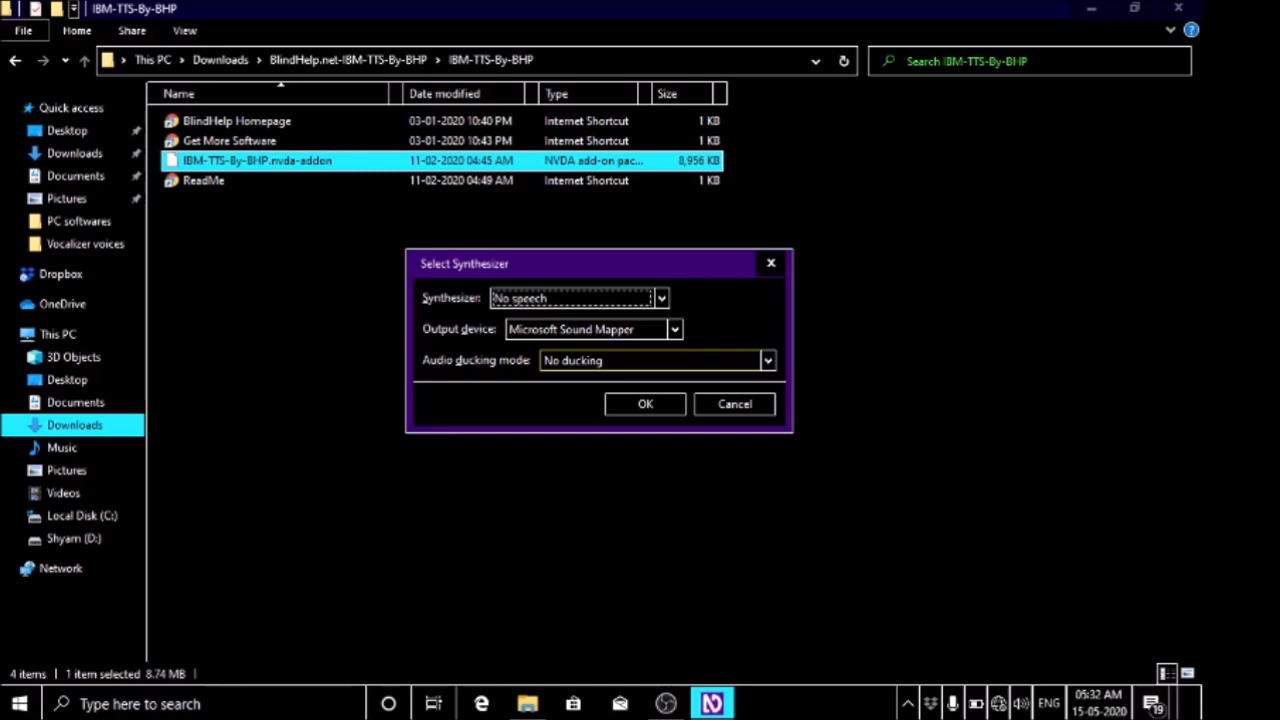 IBM-TTS-By-BHP
File Home Share View
This PC Downloads BlindHelp.net-IBM-TTS-By-BHP IBM-TTS-By-BHP
Search IBM-TTS-By-BHP
Name Date modified Type Size
BlindHelp Homepage 03-01-2020 10:40 PM Internet Shortcut 1 KB
Get More Software 03-01-2020 10:43 PM Internet Shortcut 1 KB
IBM-TTS-By-BHP.nvda-addon 11-02-2020 04:45 AM NVDA add-on pac... 8,956 KB
ReadMe 11-02-2020 04:49 AM Internet Shortcut 1 KB
Quick access
Desktop
Downloads
Documents
Pictures
PC softwares
Vocalizer voices
Dropbox
OneDrive
This PC
3D Objects
Desktop
Documents
Downloads
Music
Pictures
Videos
Local Disk (C:)
Shyam (D:)
Network
Select Synthesizer
Synthesizer: No speech
Output device: Microsoft Sound Mapper
Audio ducking mode: No ducking
OK Cancel
4 items 1 item selected 8.74 MB
Type here to search
ENG
05:32 AM
15-05-2020
19